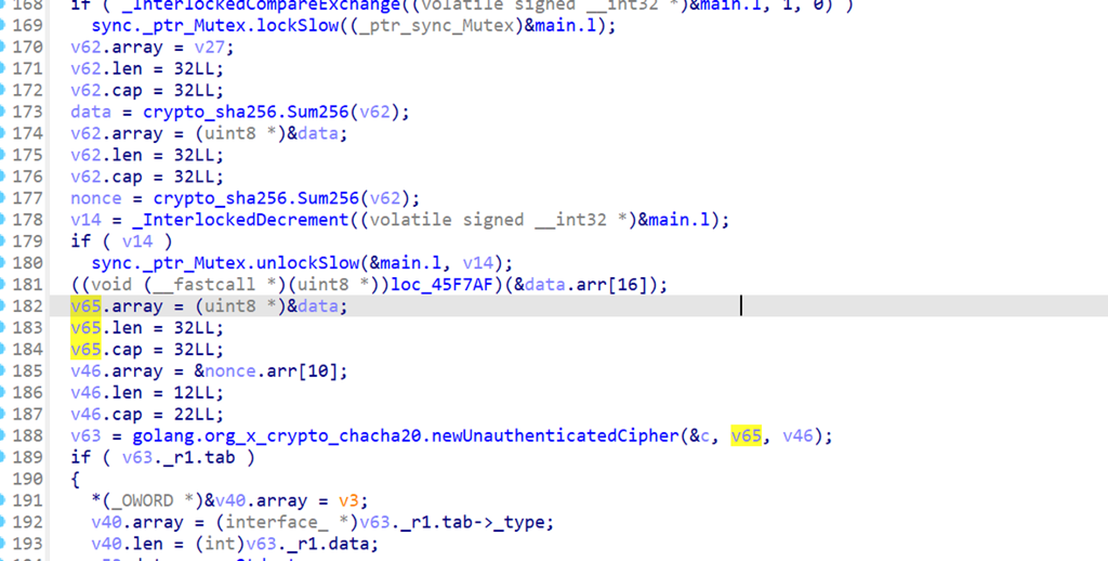 168 if ( _InterlockedCompareExchange((volatile signed __int32 *)&main.l, 1, 0) )
169 sync._ptr_Mutex.lockSlow((_ptr_sync_Mutex)&main.l);
170 v62.array = v27;
171 v62.len = 32LL;
172 v62.cap = 32LL;
173 data = crypto_sha256.Sum256(v62);
174 v62.array = (uint8 *)&data;
175 v62.len = 32LL;
176 v62.cap = 32LL;
177 nonce = crypto_sha256.Sum256(v62);
178 v14 = _InterlockedDecrement((volatile signed __int32 *)&main.l);
179 if ( v14 )
180 sync._ptr_Mutex.unlockSlow(&main.l, v14);
181 ((void (__fastcall *)(uint8 *))loc_45F7AF)(&data.arr[16]);
182 v65.array = (uint8 *)&data;
183 v65.len = 32LL;
184 v65.cap = 32LL;
185 v46.array = &nonce.arr[10];
186 v46.len = 12LL;
187 v46.cap = 22LL;
188 v63 = golang.org_x_crypto_chacha20.newUnauthenticatedCipher(&c, v65, v46);
189 if ( v63._r1.tab )
190 {
191 *(_OWORD *)&v40.array = v3;
192 v40.array = (interface_ *)v63._r1.tab->_type;
193 v40.len = (int)v63._r1.data;